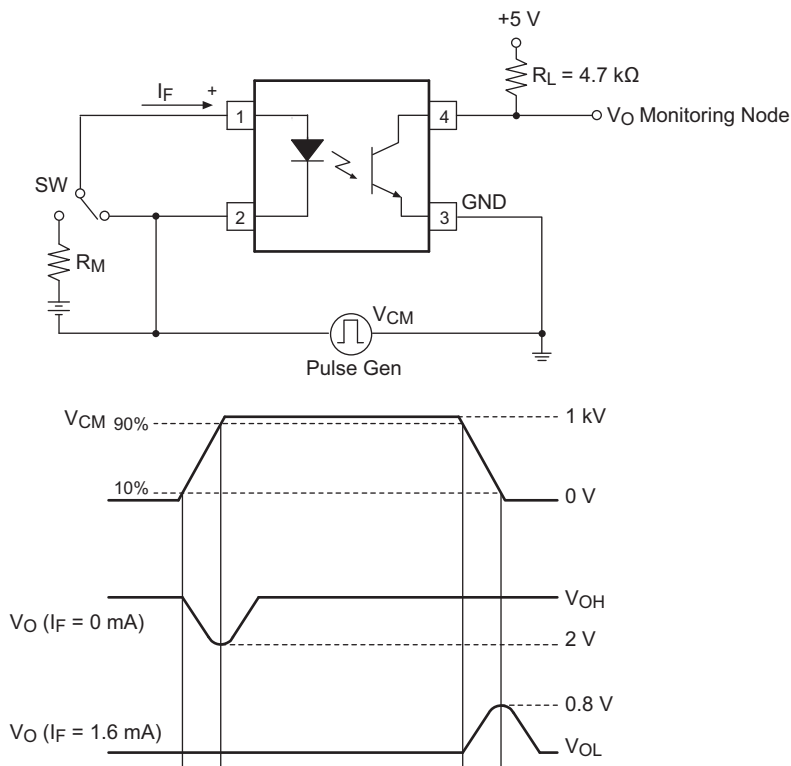 +5 V
IF +
RL = 4.7 kΩ
1
4
VO Monitoring Node
SW
2
3
GND
RM
VCM
Pulse Gen
VCM 90%
1 kV
10%
0 V
VOH
VO (IF = 0 mA)
2 V
0.8 V
VO (IF = 1.6 mA)
VOL